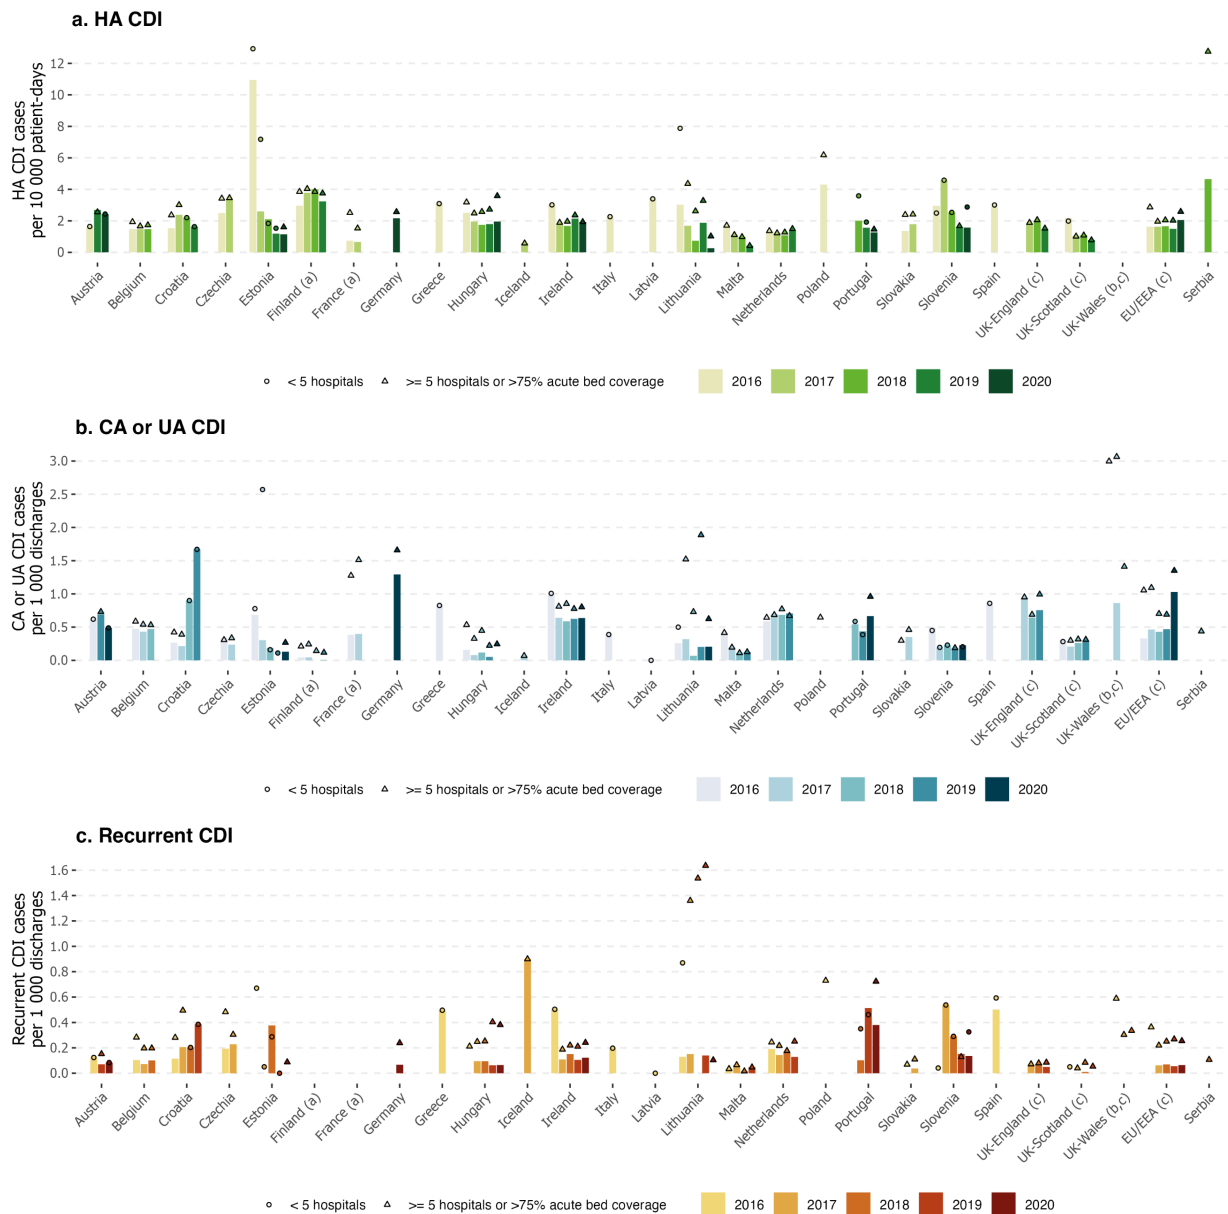 a. HA CDI
HA CDI cases
per 10 000 patient-days
12
10
8
6
4
2
0
Austria
Belgium
Croatia
Czechia
Estonia
Finland (a)
France (a)
Germany
Greece
Hungary
Iceland
Ireland
Italy
Latvia
Lithuania
Malta
Netherlands
Poland
Portugal
Slovakia
Slovenia
Spain
UK-England (c)
UK-Scotland (c)
UK-Wales (b,c)
EU/EEA (c)
Serbia
< 5 hospitals >= 5 hospitals or >75% acute bed coverage 2016 2017 2018 2019 2020
b. CA or UA CDI
CA or UA CDI cases
per 1 000 discharges
3.0
2.5
2.0
1.5
1.0
0.5
0.0
Austria
Belgium
Croatia
Czechia
Estonia
Finland (a)
France (a)
Germany
Greece
Hungary
Iceland
Ireland
Italy
Latvia
Lithuania
Malta
Netherlands
Poland
Portugal
Slovakia
Slovenia
Spain
UK-England (c)
UK-Scotland (c)
UK-Wales (b,c)
EU/EEA (c)
Serbia
< 5 hospitals >= 5 hospitals or >75% acute bed coverage 2016 2017 2018 2019 2020
c. Recurrent CDI
Recurrent CDI cases
per 1 000 discharges
1.6
1.4
1.2
1.0
0.8
0.6
0.4
0.2
0.0
Austria
Belgium
Croatia
Czechia
Estonia
Finland (a)
France (a)
Germany
Greece
Hungary
Iceland
Ireland
Italy
Latvia
Lithuania
Malta
Netherlands
Poland
Portugal
Slovakia
Slovenia
Spain
UK-England (c)
UK-Scotland (c)
UK-Wales (b,c)
EU/EEA (c)
Serbia
< 5 hospitals >= 5 hospitals or >75% acute bed coverage 2016 2017 2018 2019 2020